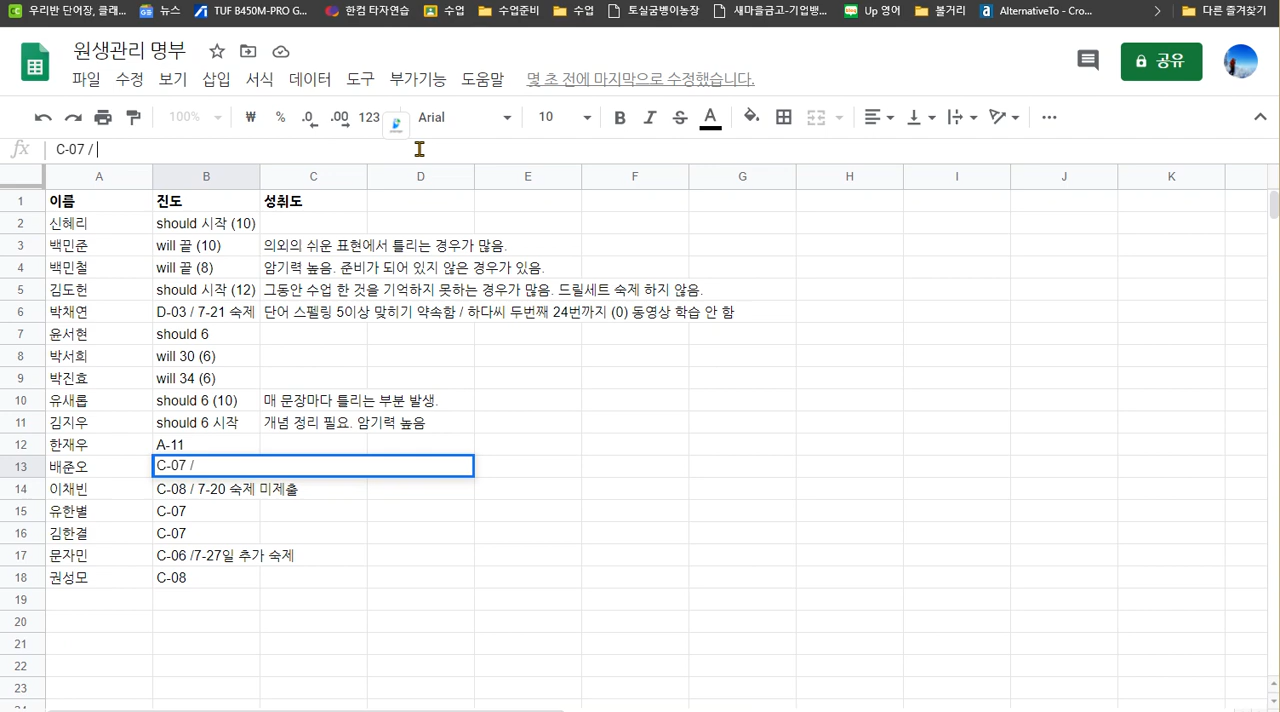 우리반 단어장, 클래... 뉴스 TUF B450M-PRO G... 한컴 타자연습 수업 수업준비 수업 토실굼벵이농장 새마을금고-기업뱅... Up 영어 볼거리 AlternativeTo - Cro... 다른 즐겨찾기
원생관리 명부
공유
파일 수정 보기 삽입 서식 데이터 도구 부가기능 도움말 몇 초 전에 마지막으로 수정했습니다.
100% ₩ % .0 .00 123 Arial 10 B I S A
fx C-07 /
A B C D E F G H I J K
1 이름 진도 성취도
2 신혜리 should 시작 (10)
3 백민준 will 끝 (10) 의외의 쉬운 표현에서 틀리는 경우가 많음.
4 백민철 will 끝 (8) 암기력 높음. 준비가 되어 있지 않은 경우가 있음.
5 김도헌 should 시작 (12) 그동안 수업 한 것을 기억하지 못하는 경우가 많음. 드릴세트 숙제 하지 않음.
6 박채연 D-03 / 7-21 숙제 단어 스펠링 5이상 맞히기 약속함 / 하다씨 두번째 24번까지 (0) 동영상 학습 안 함
7 윤서현 should 6
8 박서희 will 30 (6)
9 박진효 will 34 (6)
10 유새롭 should 6 (10) 매 문장마다 틀리는 부분 발생.
11 김지우 should 6 시작 개념 정리 필요. 암기력 높음
12 한재우 A-11
13 배준오 C-07 /
14 이채빈 C-08 / 7-20 숙제 미제출
15 유한별 C-07
16 김한결 C-07
17 문자민 C-06 /7-27일 추가 숙제
18 권성모 C-08
19
20
21
22
23